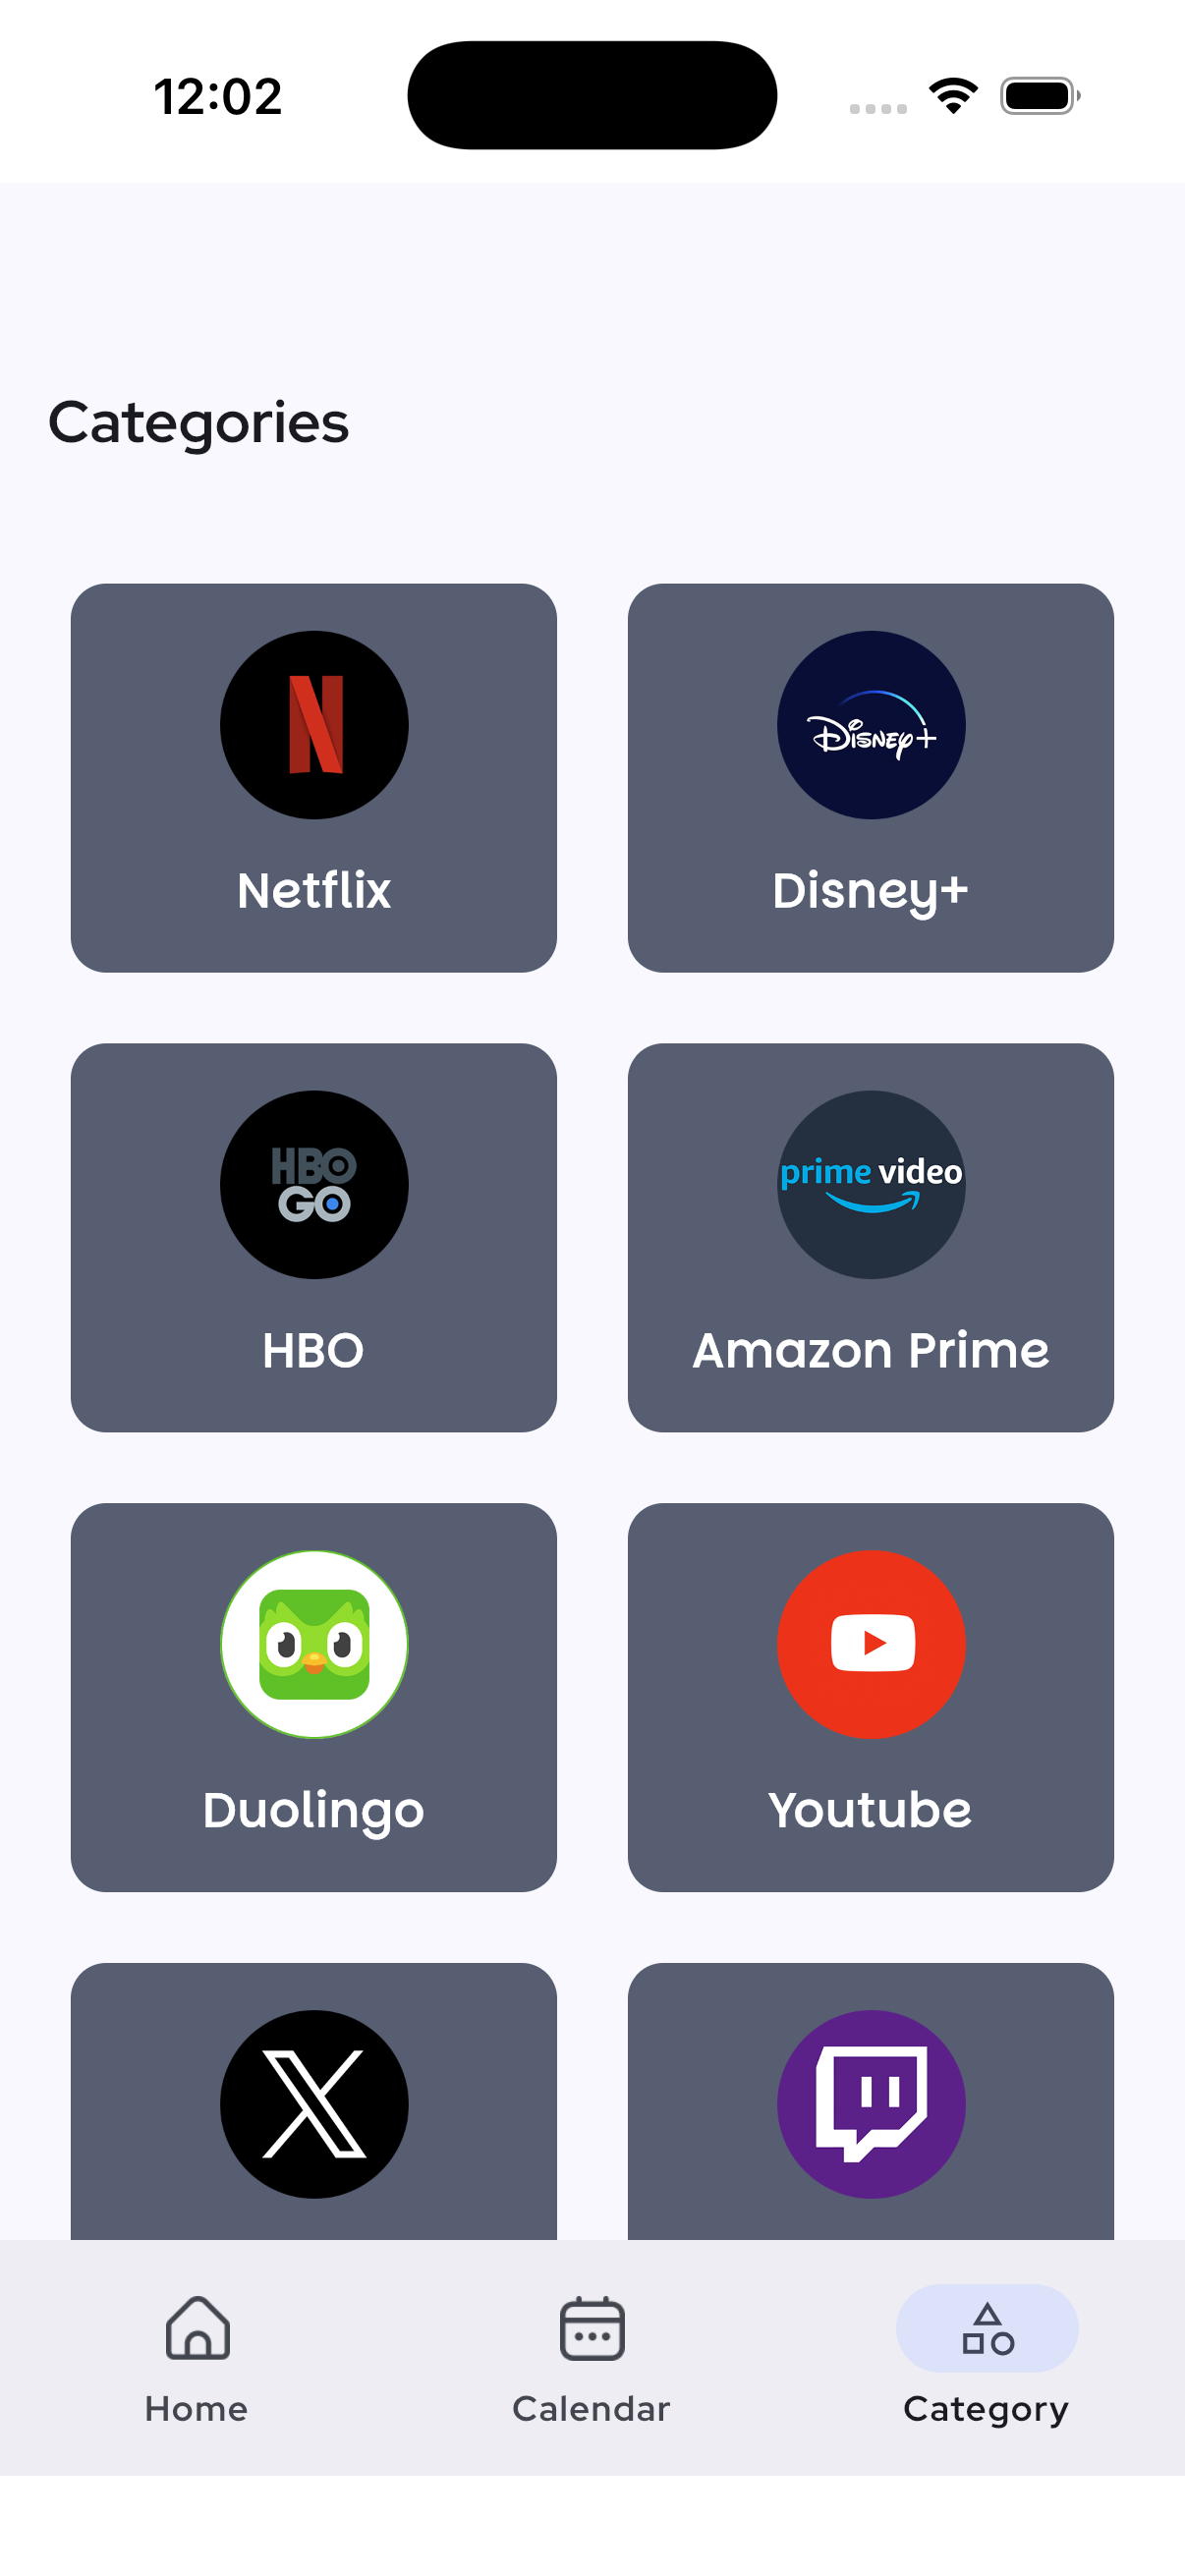 12:02
Categories
Disney+
Netflix
Disney+
HBO
GO
prime video
HBO
Amazon Prime
Duolingo
Youtube
Home
Calendar
Category